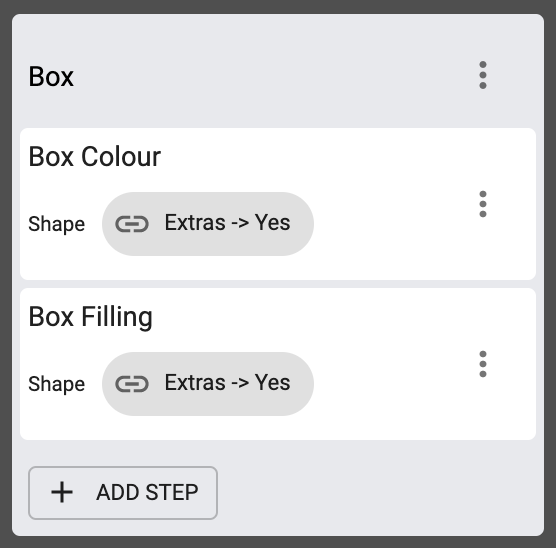 Box
Box Colour
Shape Extras -> Yes
Box Filling
Shape Extras -> Yes
+ ADD STEP